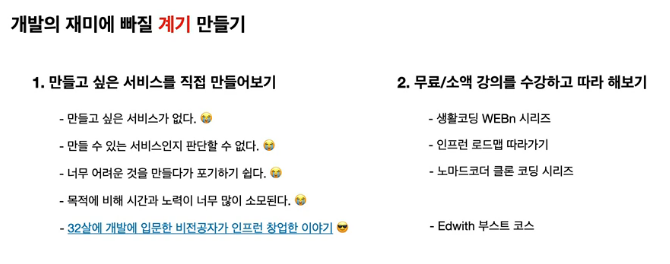 개발의 재미에 빠질 계기 만들기
1. 만들고 싶은 서비스를 직접 만들어보기
- 만들고 싶은 서비스가 없다. 😭
- 만들 수 있는 서비스인지 판단할 수 없다. 😭
- 너무 어려운 것을 만들다가 포기하기 쉽다. 😭
- 목적에 비해 시간과 노력이 너무 많이 소모된다. 😭
- 32살에 개발에 입문한 비전공자가 인프런 창업한 이야기 😎
2. 무료/소액 강의를 수강하고 따라 해보기
- 생활코딩 WEBn 시리즈
- 인프런 로드맵 따라가기
- 노마드코더 클론 코딩 시리즈
- Edwith 부스트 코스